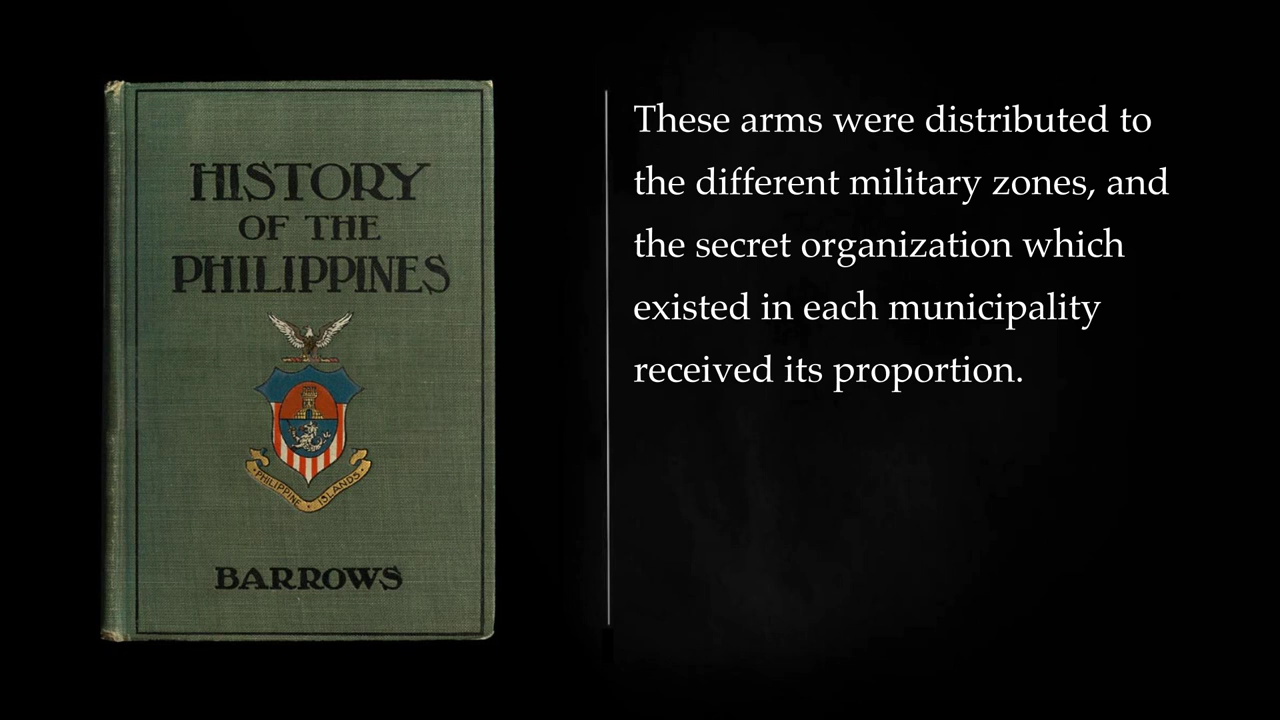 HISTORY
OF THE
PHILIPPINES
PHILIPPINE ISLANDS
BARROWS
These arms were distributed to
the different military zones, and
the secret organization which
existed in each municipality
received its proportion.